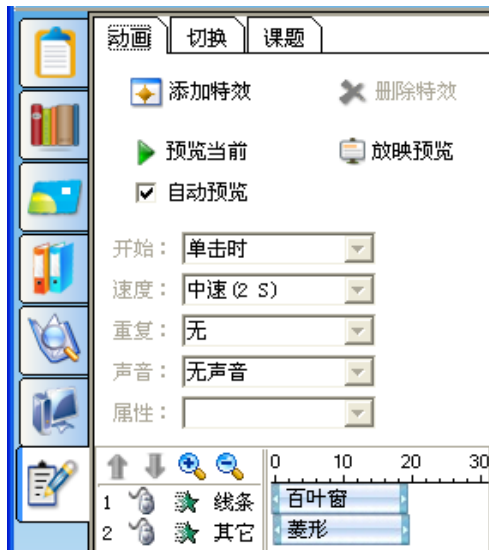 动画 切换 课题
添加特效 删除特效
预览当前 放映预览
自动预览
开始： 单击时
速度： 中速(2 S)
重复： 无
声音： 无声音
属性：
0 10 20 30
1 线条 百叶窗
2 其它 菱形